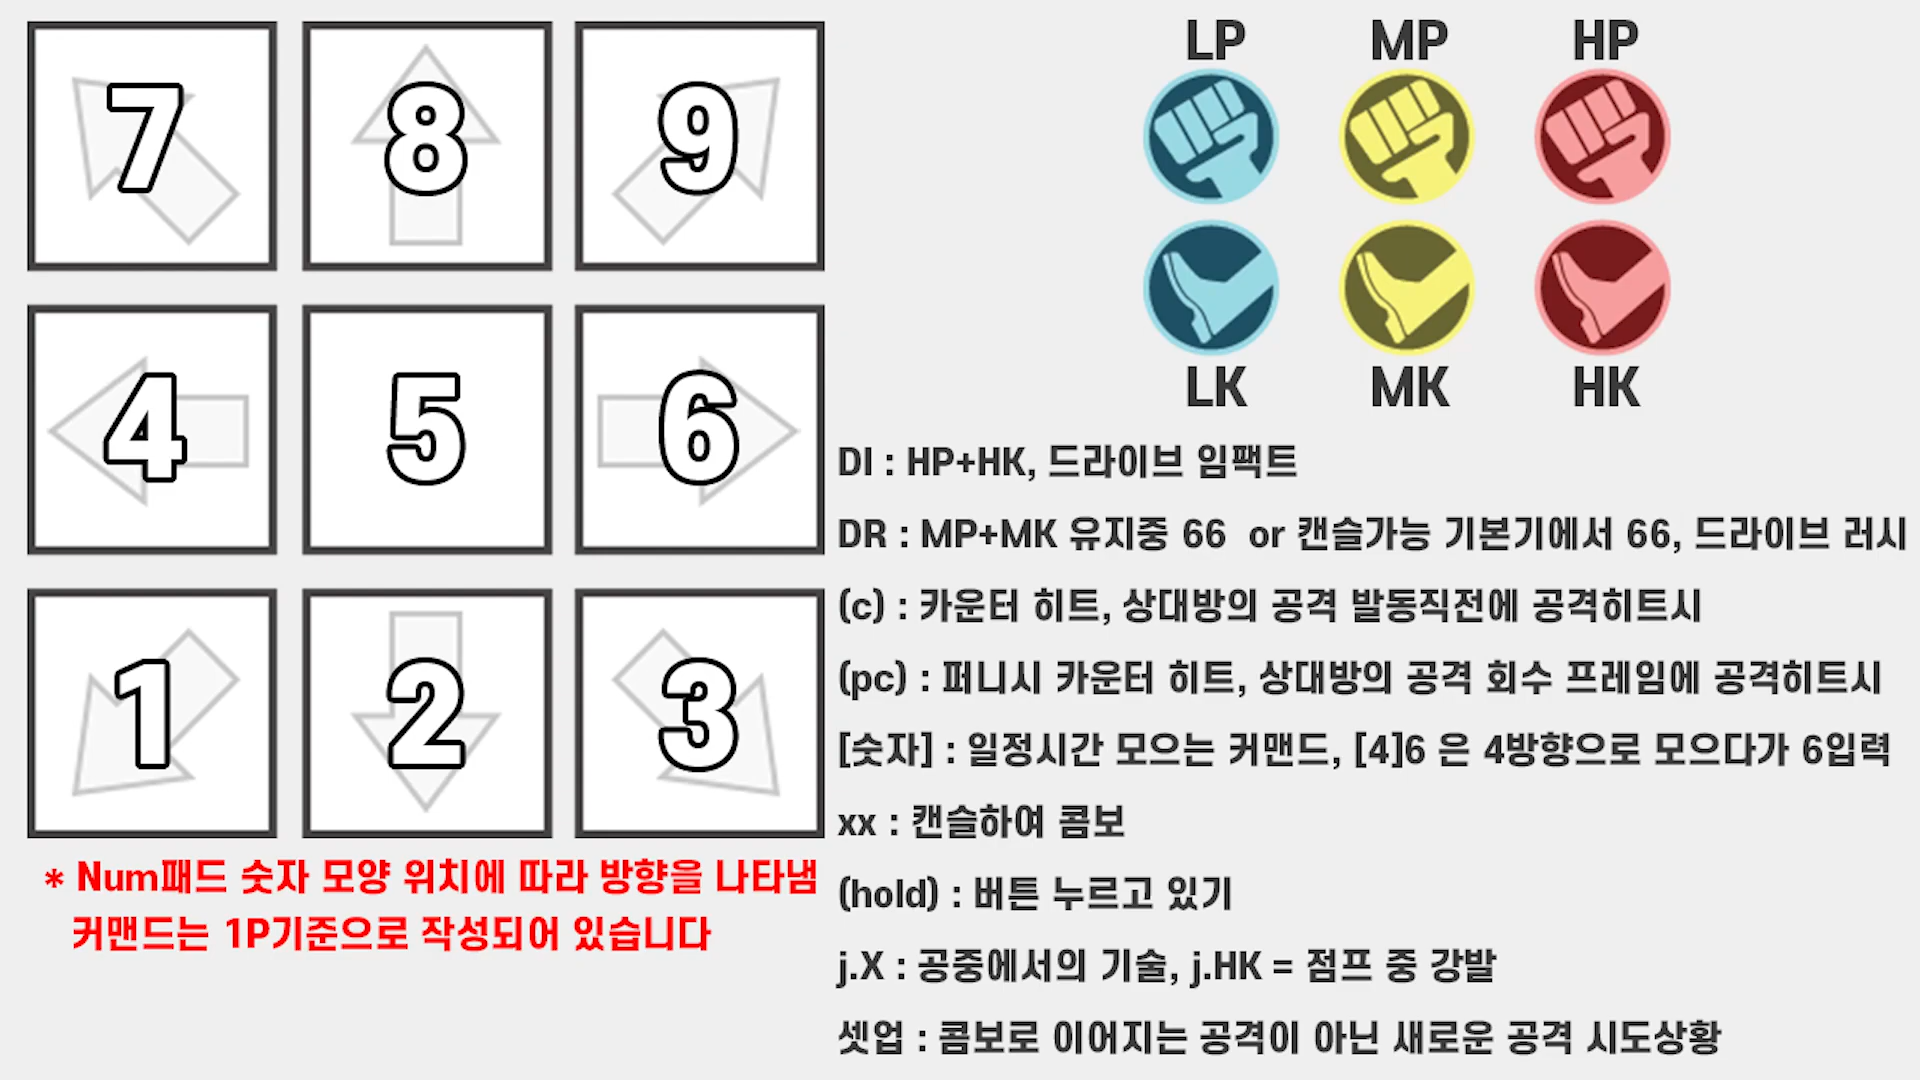 7 8 9
4 5 6
1 2 3
* Num패드 숫자 모양 위치에 따라 방향을 나타냄
커맨드는 1P기준으로 작성되어 있습니다
LP MP HP
LK MK HK
DI : HP+HK, 드라이브 임팩트
DR : MP+MK 유지중 66 or 캔슬가능 기본기에서 66, 드라이브 러시
(c) : 카운터 히트, 상대방의 공격 발동직전에 공격히트시
(pc) : 퍼니시 카운터 히트, 상대방의 공격 회수 프레임에 공격히트시
[숫자] : 일정시간 모으는 커맨드, [4]6 은 4방향으로 모으다가 6입력
xx : 캔슬하여 콤보
(hold) : 버튼 누르고 있기
j.X : 공중에서의 기술, j.HK = 점프 중 강발
셋업 : 콤보로 이어지는 공격이 아닌 새로운 공격 시도상황